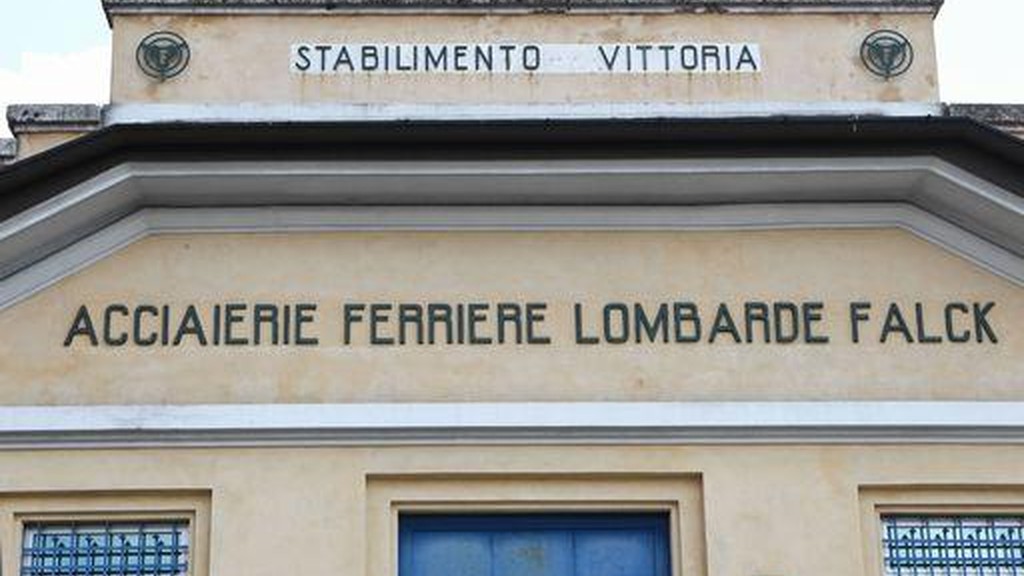 STABILIMENTO VITTORIA
ACCIAIERIE FERRIERE LOMBARDE FALCK